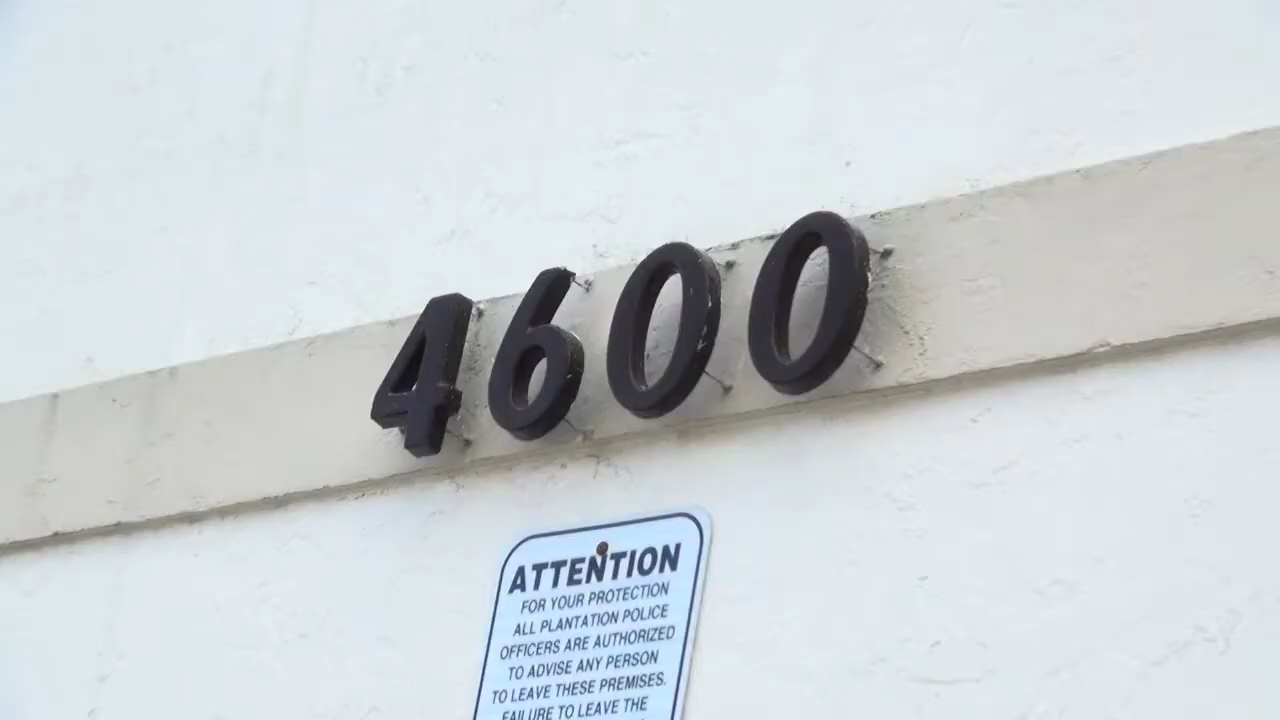 4600
ATTENTION
FOR YOUR PROTECTION
ALL PLANTATION POLICE
OFFICERS ARE AUTHORIZED
TO ADVISE ANY PERSON
TO LEAVE THESE PREMISES.
FAILURE TO LEAVE THE